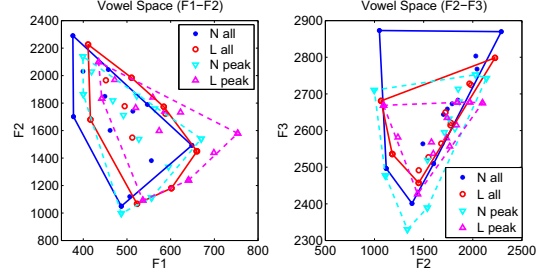 Vowel Space (F1−F2)
2400
2200
2000
1800
1600
1400
1200
1000
800
F2
400 500 600 700 800
F1
N all
L all
N peak
L peak
Vowel Space (F2−F3)
2900
2800
2700
2600
2500
2400
2300
F3
500 1000 1500 2000 2500
F2
N all
L all
N peak
L peak